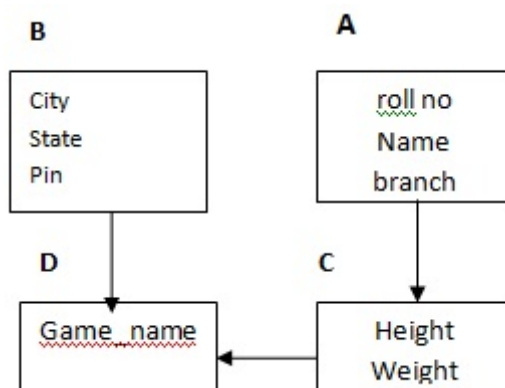 B
City
State
Pin
A
roll no
Name
branch
D
Game_name
C
Height
Weight